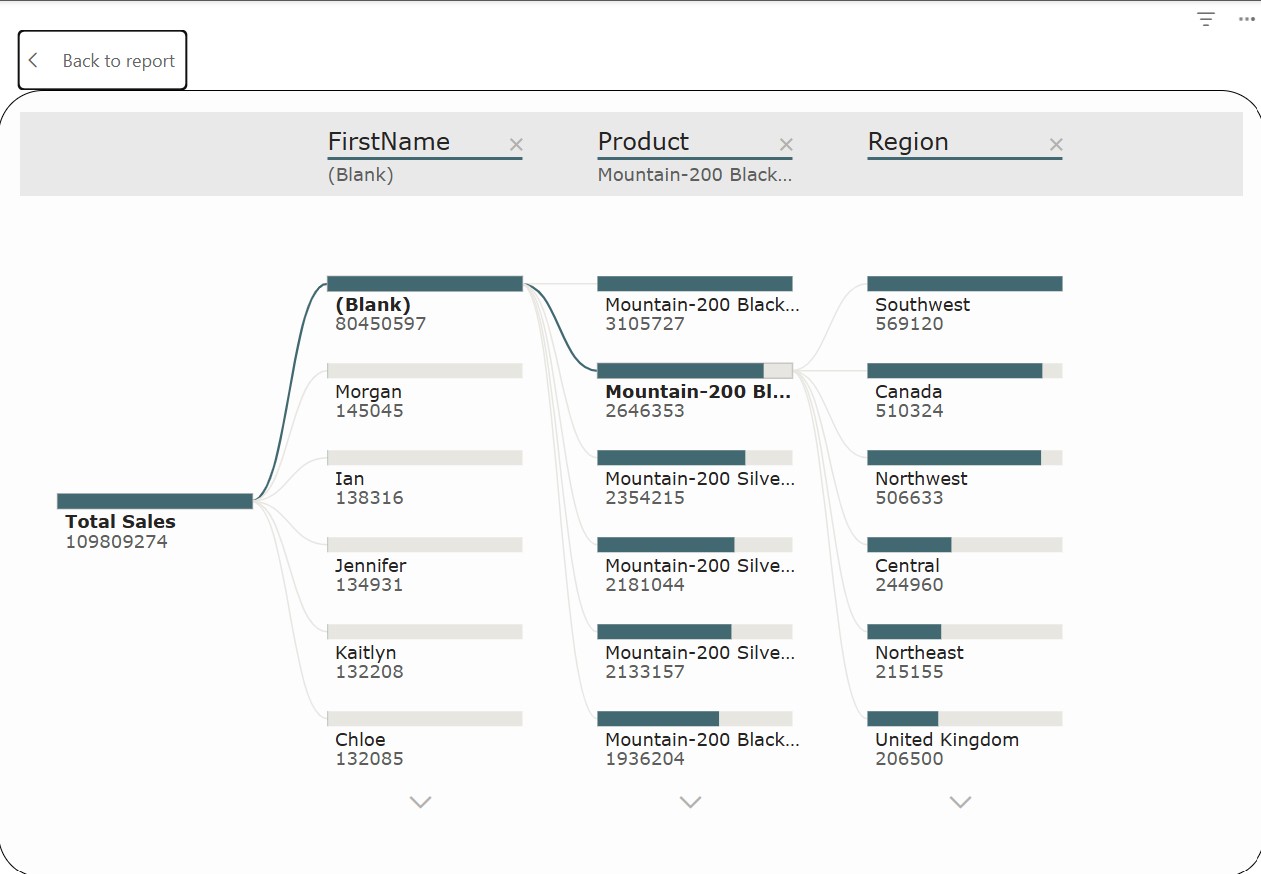 Back to report
FirstName
(Blank)
Product
Mountain-200 Black...
Region
Total Sales
109809274
(Blank)
80450597
Morgan
145045
Ian
138316
Jennifer
134931
Kaitlyn
132208
Chloe
132085
Mountain-200 Black...
3105727
Mountain-200 Bl...
2646353
Mountain-200 Silve...
2354215
Mountain-200 Silve...
2181044
Mountain-200 Silve...
2133157
Mountain-200 Black...
1936204
Southwest
569120
Canada
510324
Northwest
506633
Central
244960
Northeast
215155
United Kingdom
206500